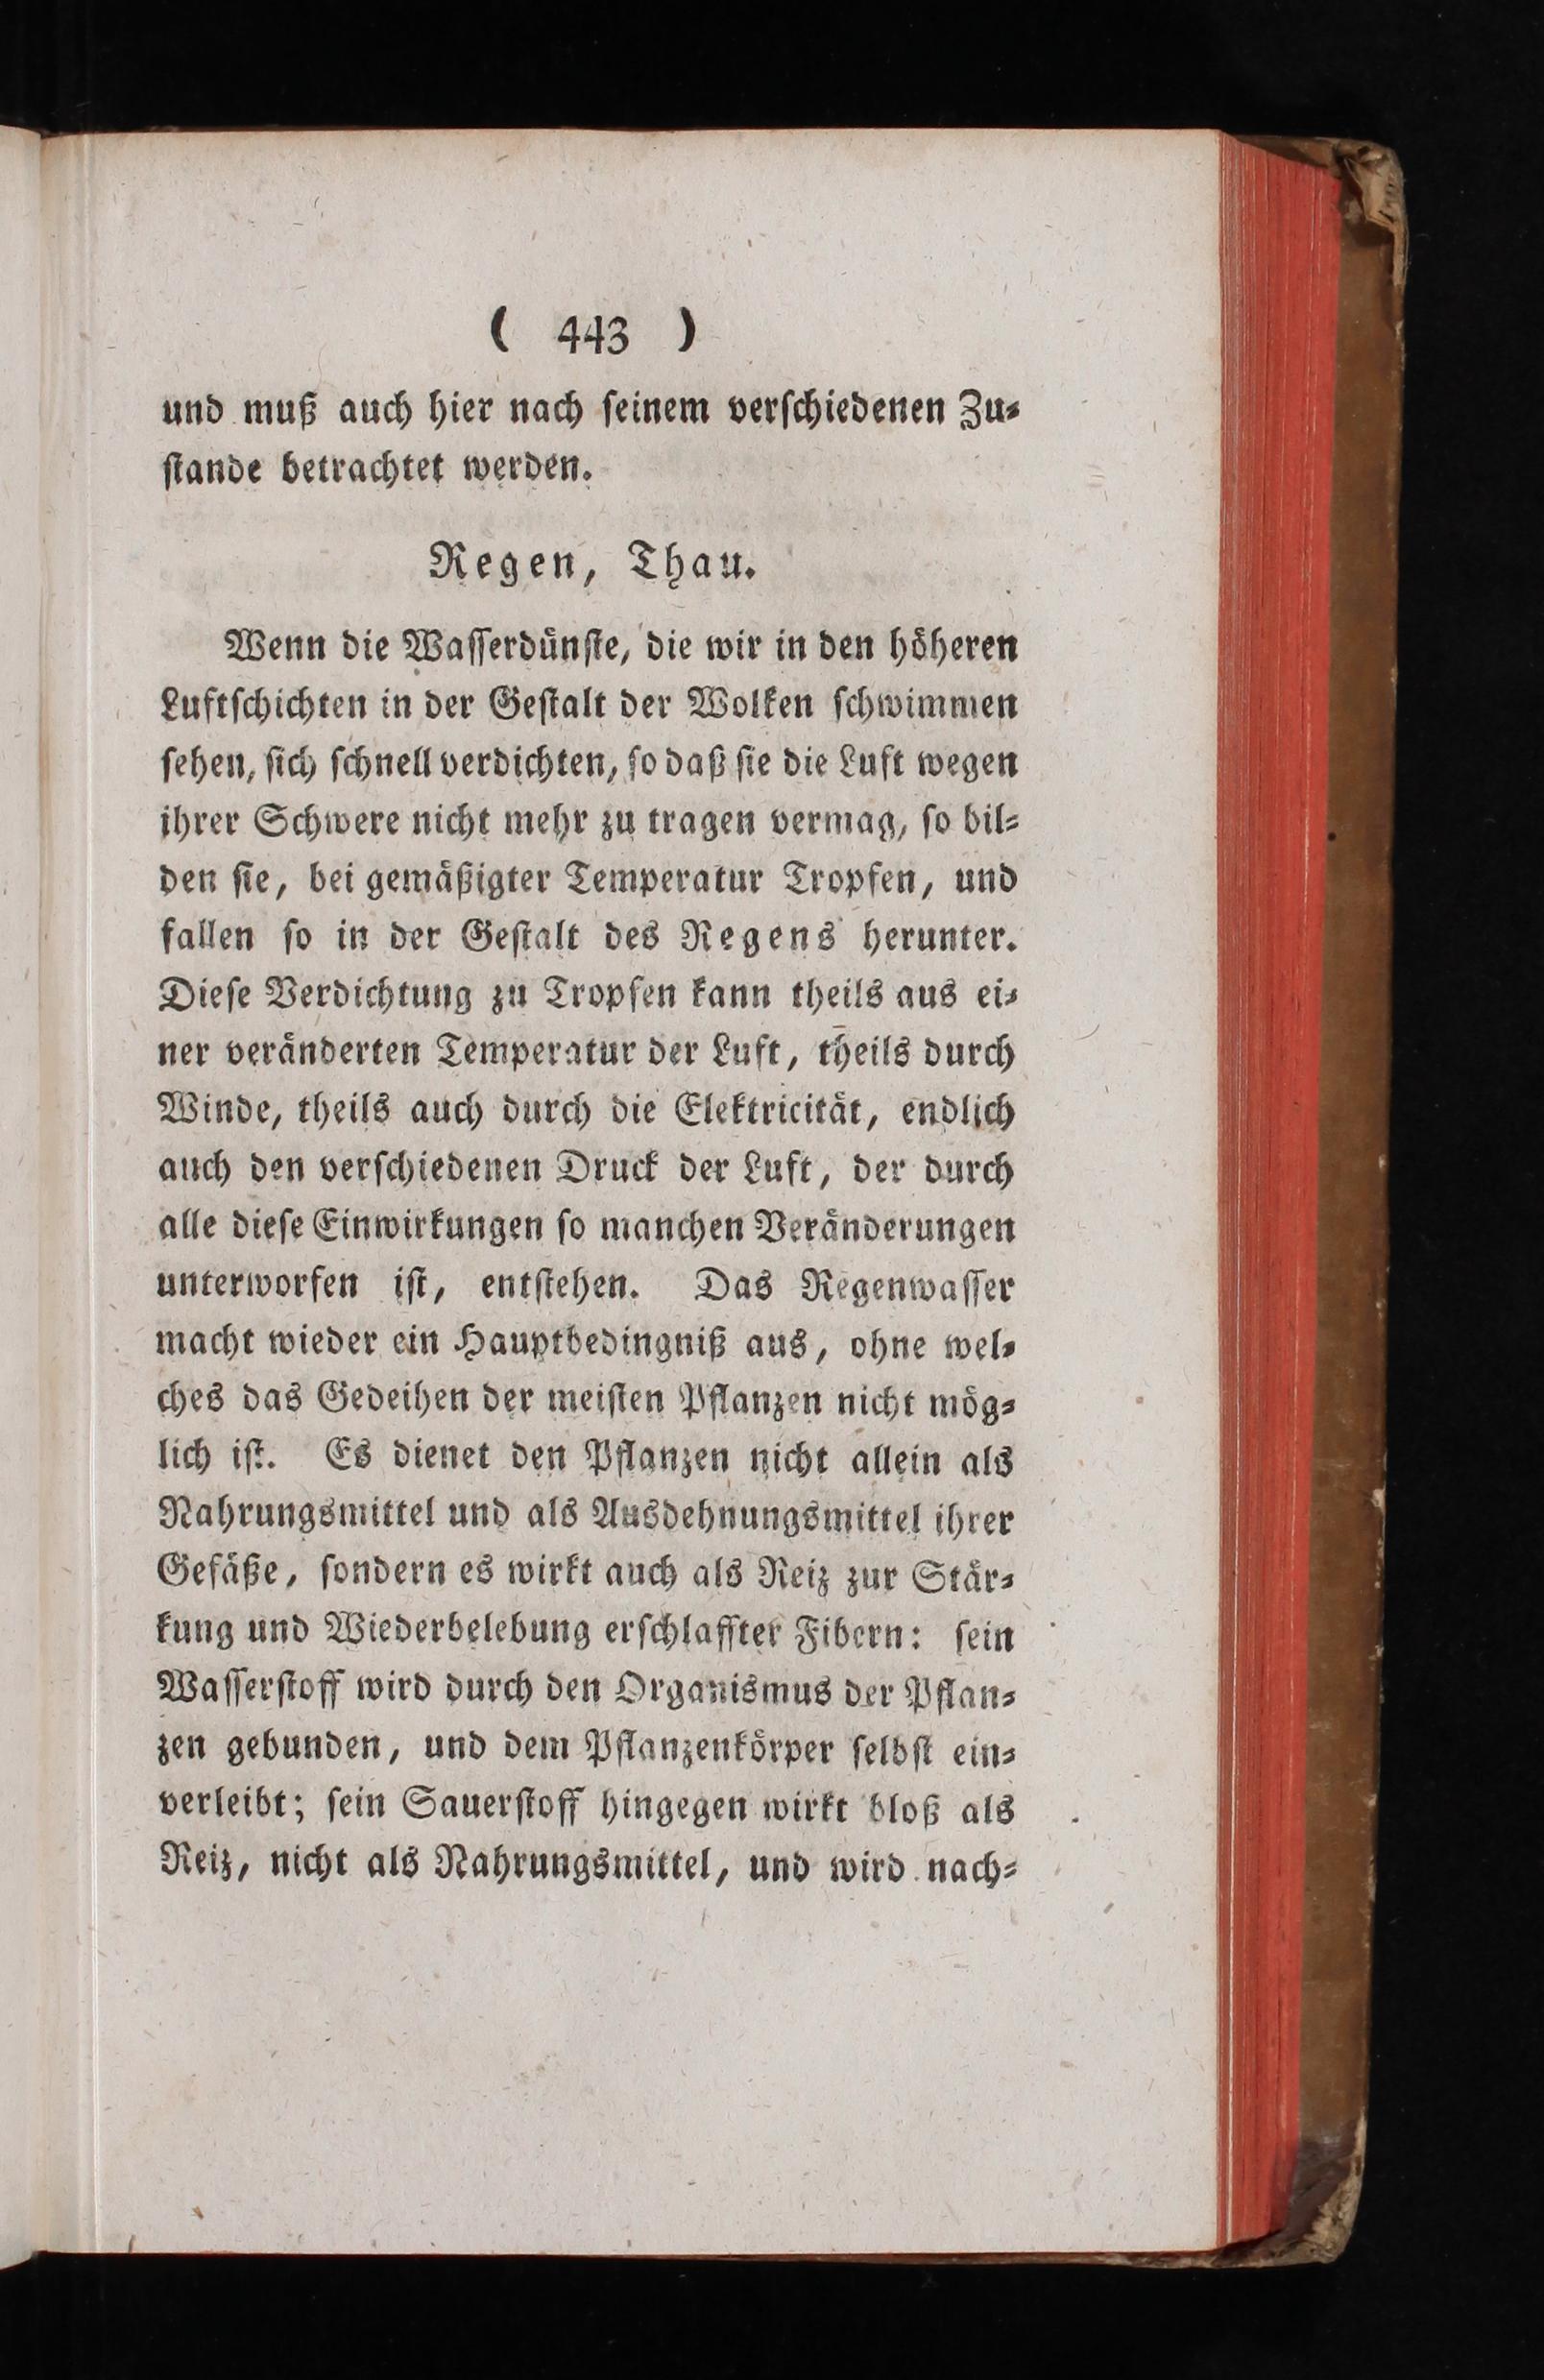 ( 443 )
und muß auch hier nach ſeinem verſchiedenen Zu⸗
ſtande betrachtet werden.
Regen, Thau.
Wenn die Waſſerdünſte, die wir in den höheren
Luftſchichten in der Geſtalt der Wolken ſchwimmen
ſehen, ſich ſchnell verdichten, ſo daß ſie die Luft wegen
ihrer Schwere nicht mehr zu tragen vermag, ſo bil⸗
den ſie, bei gemäßigter Temperatur Tropfen, und
fallen ſo in der Geſtalt des Regens herunter.
Dieſe Verdichtung zu Tropfen kann theils aus ei⸗
ner veränderten Temperatur der Luft, theils durch
Winde, theils auch durch die Elektricität, endlich
auch den verſchiedenen Druck der Luft, der durch
alle dieſe Einwirkungen ſo manchen Veränderungen
unterworfen iſt, entſtehen. Das Regenwaſſer
macht wieder ein Hauptbedingniß aus, ohne wel⸗
ches das Gedeihen der meiſten Pflanzen nicht mög⸗
lich iſt. Es dienet den Pflanzen nicht allein als
Nahrungsmittel und als Ausdehnungsmittel ihrer
Gefäße, ſondern es wirkt auch als Reiz zur Stär⸗
kung und Wiederbelebung erſchlaffter Fibern: ſein
Waſſerſtoff wird durch den Organismus der Pflan⸗
zen gebunden, und dem Pflanzenkörper ſelbſt ein⸗
verleibt; ſein Sauerſtoff hingegen wirkt bloß als
Reiz, nicht als Nahrungsmittel, und wird nach⸗